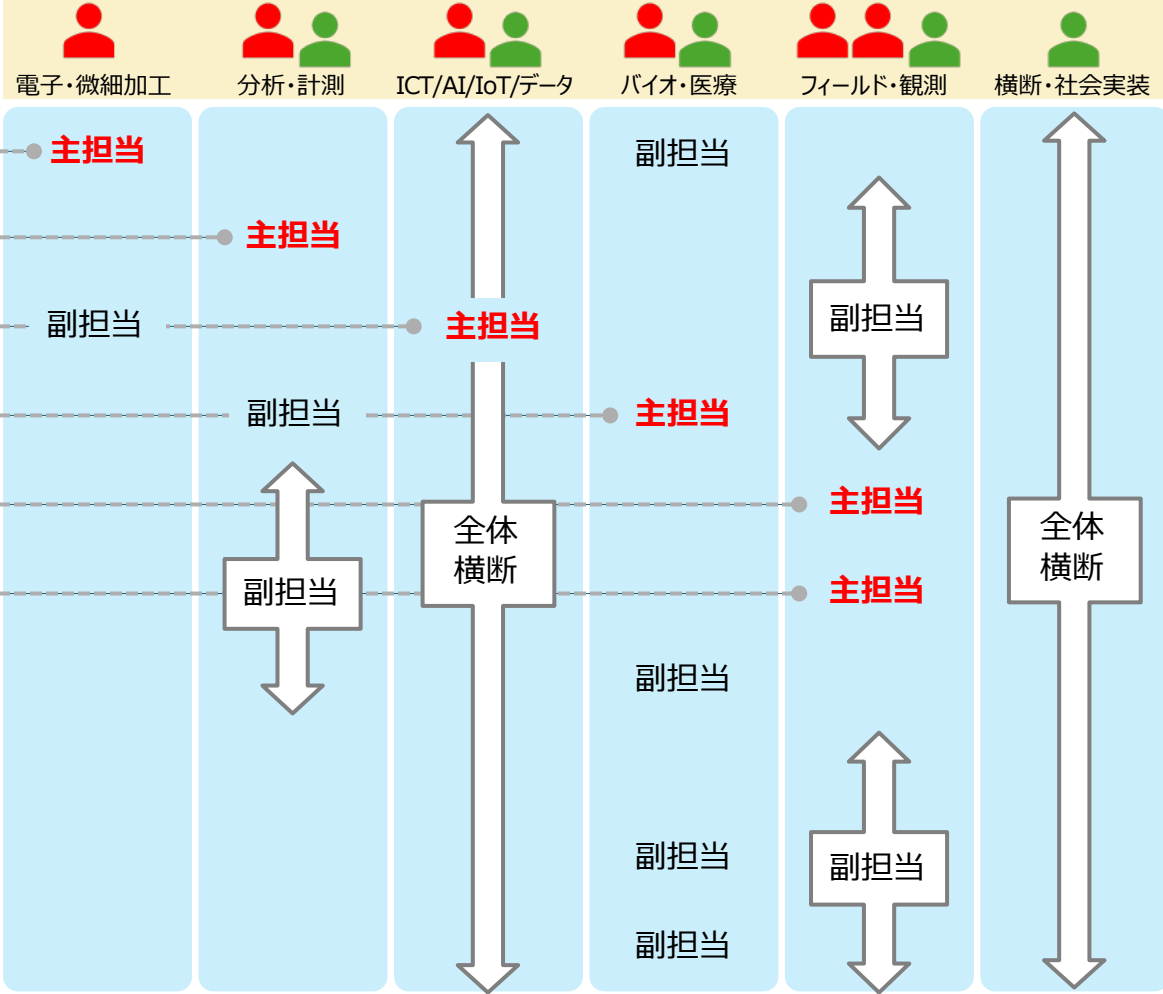 電子・微細加工
分析・計測
ICT/AI/IoT/データ
バイオ・医療
フィールド・観測
横断・社会実装
主担当
副担当
主担当
副担当
主担当
副担当
副担当
主担当
主担当
全体
横断
全体
横断
副担当
主担当
副担当
副担当
副担当
副担当